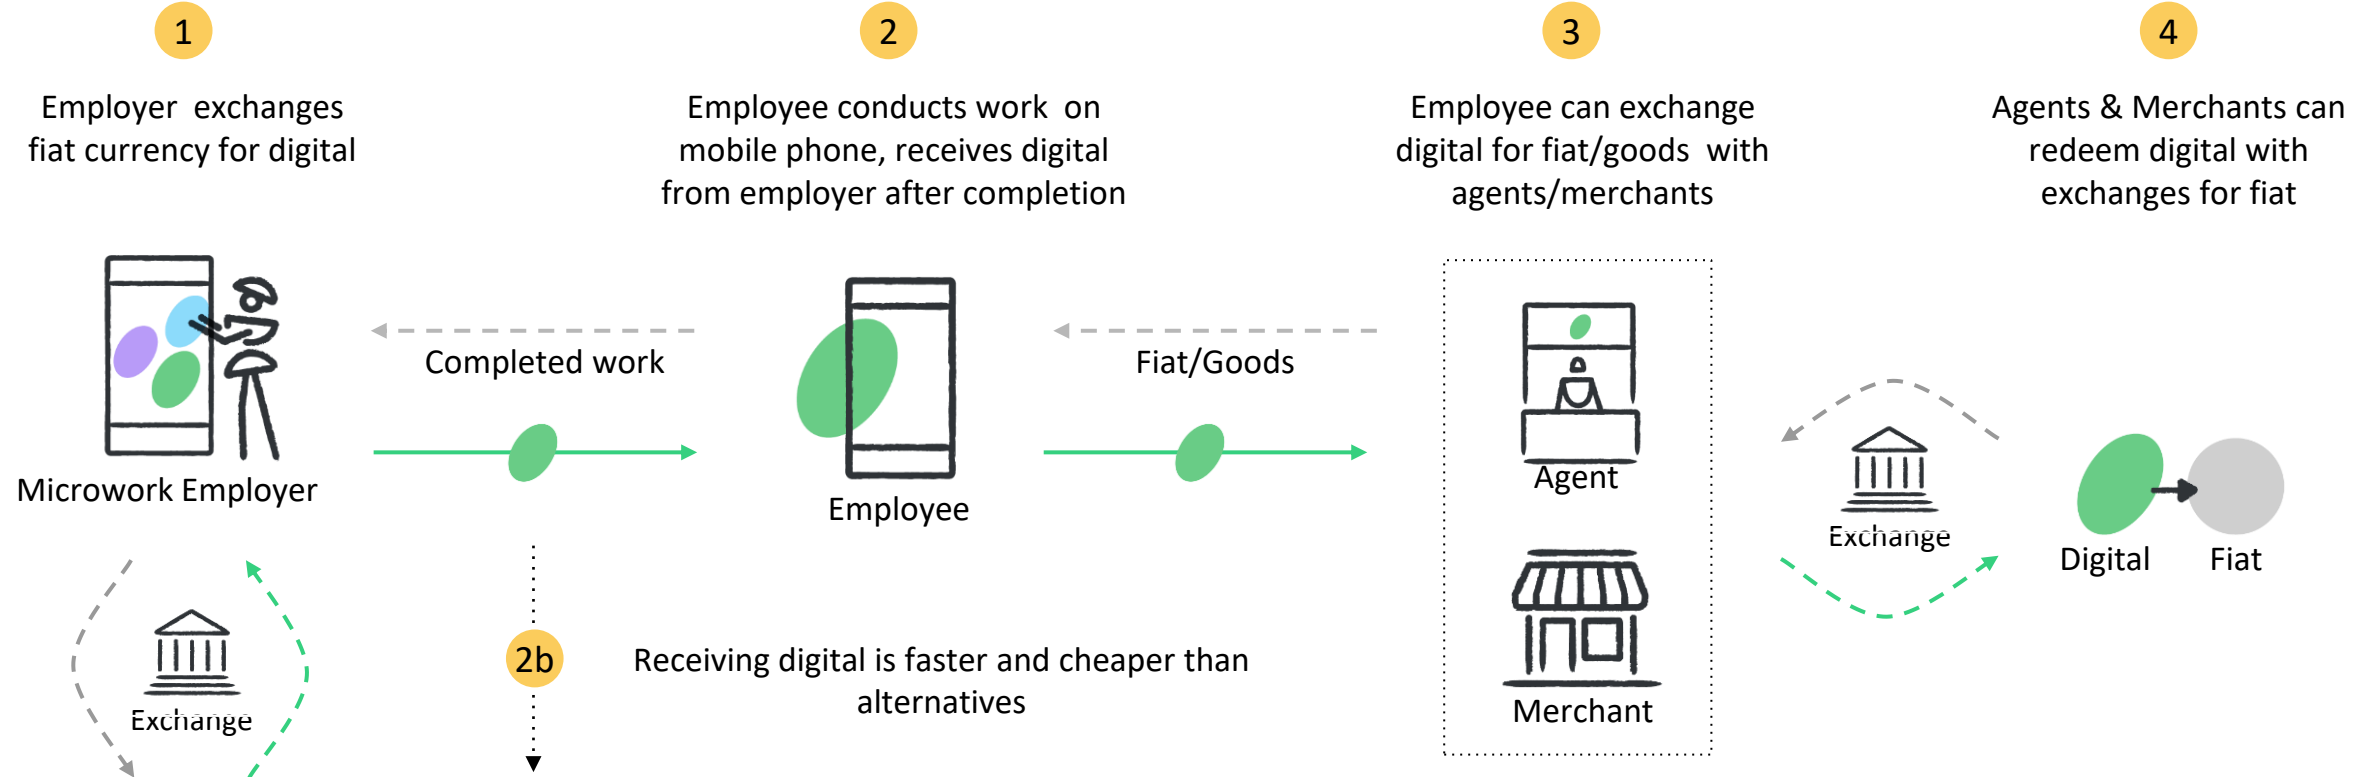 1
Employer exchanges
fiat currency for digital
2
Employee conducts work on
mobile phone, receives digital
from employer after completion
3
Employee can exchange
digital for fiat/goods with
agents/merchants
4
Agents & Merchants can
redeem digital with
exchanges for fiat
Completed work
Microwork Employer
Employee
Fiat/Goods
Agent
Merchant
Exchange
Digital
Fiat
Exchange
2b
Receiving digital is faster and cheaper than
alternatives